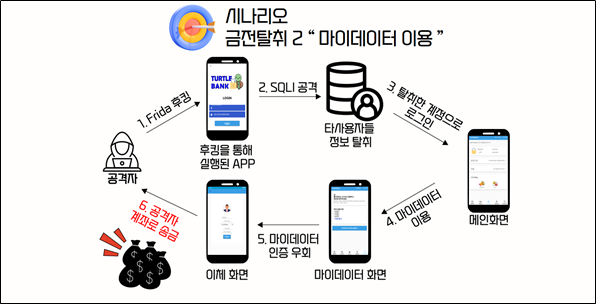 시나리오
금전탈취 2 “ 마이데이터 이용 ”
1. Frida 후킹
TURTLE
BANK
LOGIN
후킹을 통해
실행된 APP
2. SQLI 공격
타사용자들
정보 탈취
3. 탈취한 계정으로
로그인
메인화면
4. 마이데이터
이용
마이데이터 화면
5. 마이데이터
인증 우회
이체 화면
6. 공격자
계좌로 송금
공격자